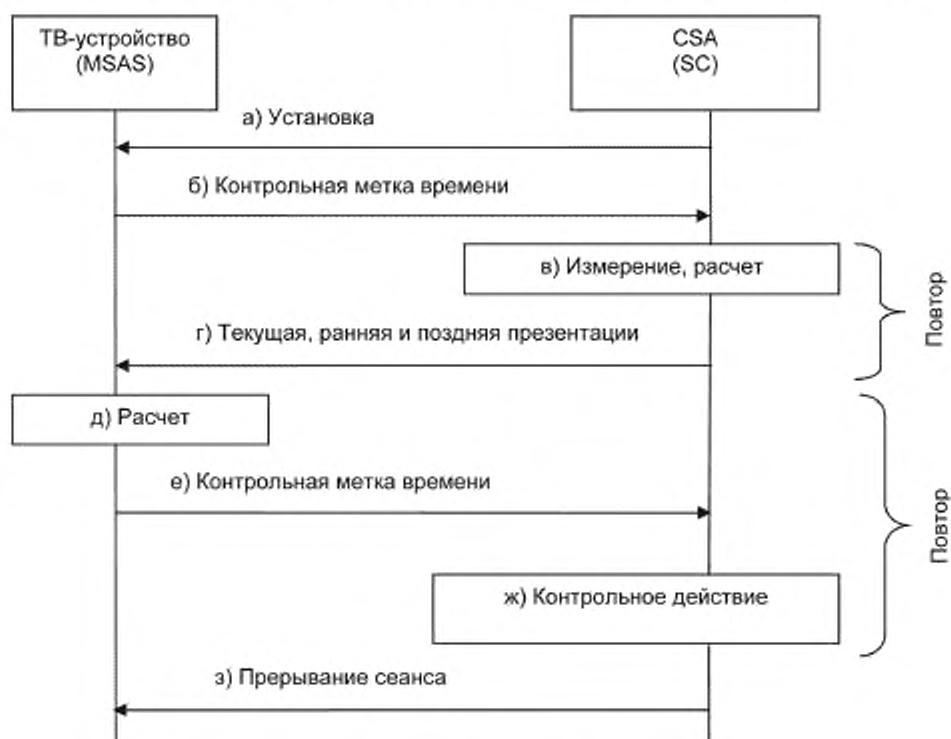 ТВ-устройство
(MSAS)
CSA
(SC)
а) Установка
б) Контрольная метка времени
в) Измерение, расчет
Повтор
г) Текущая, ранняя и поздняя презентации
д) Расчет
е) Контрольная метка времени
Повтор
ж) Контрольное действие
з) Прерывание сеанса